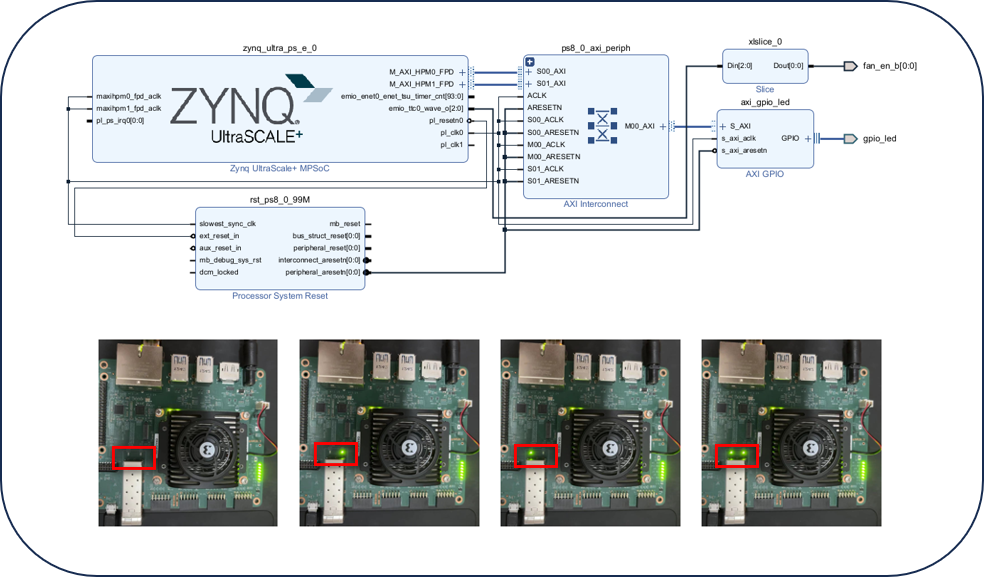 zynq_ultra_ps_e_0
M_AXI_HPM0_FPD
M_AXI_HPM1_FPD
maxihpm0_fpd_aclk
emio_enet0_enet_tsu_timer_cnt[93:0]
maxihpm1_fpd_aclk
emio_ttc0_wave_o[2:0]
pl_ps_irq0[0:0]
pl_resetn0
pl_clk0
pl_clk1
ZYNQ
UltraSCALE+
Zynq UltraScale+ MPSoC
rst_ps8_0_99M
slowest_sync_clk
mb_reset
ext_reset_in
bus_struct_reset[0:0]
aux_reset_in
peripheral_reset[0:0]
mb_debug_sys_rst
interconnect_aresetn[0:0]
dcm_locked
peripheral_aresetn[0:0]
Processor System Reset
ps8_0_axi_periph
S00_AXI
S01_AXI
ACLK
ARESETN
S00_ACLK
S00_ARESETN
M00_ACLK
M00_ARESETN
S01_ACLK
S01_ARESETN
M00_AXI
AXI Interconnect
xlslice_0
Din[2:0]
Dout[0:0]
Slice
fan_en_b[0:0]
axi_gpio_led
S_AXI
s_axi_aclk
GPIO
s_axi_aresetn
AXI GPIO
gpio_led